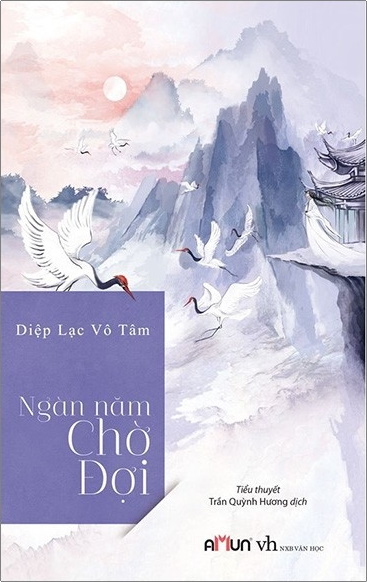 Diệp Lạc Vô Tâm
Ngàn năm
Chờ
Đợi
Tiểu thuyết
Trần Quỳnh Hương dịch
AMUN vh NXB VĂN HỌC